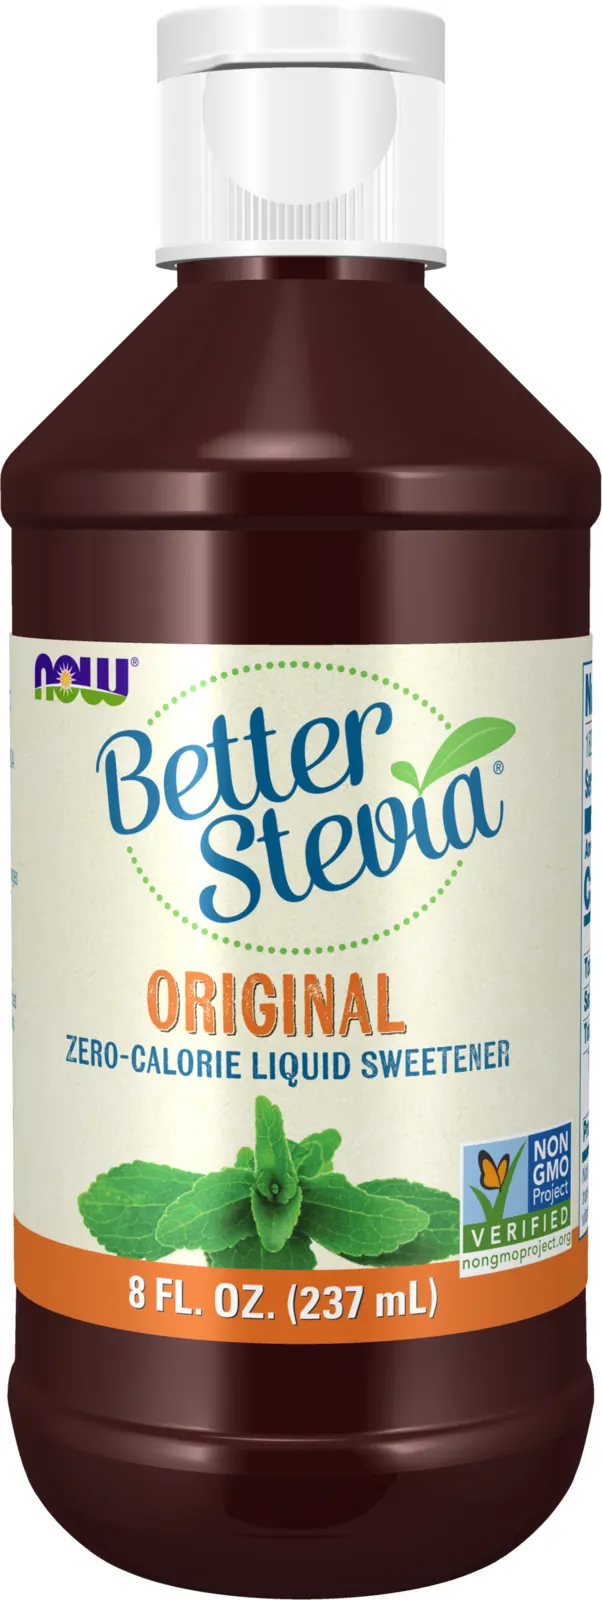 NOW®
Better
Stevia®
ORIGINAL
ZERO-CALORIE LIQUID SWEETENER
NON
GMO
Project
VERIFIED
nongmoproject.org
8 FL. OZ. (237 mL)